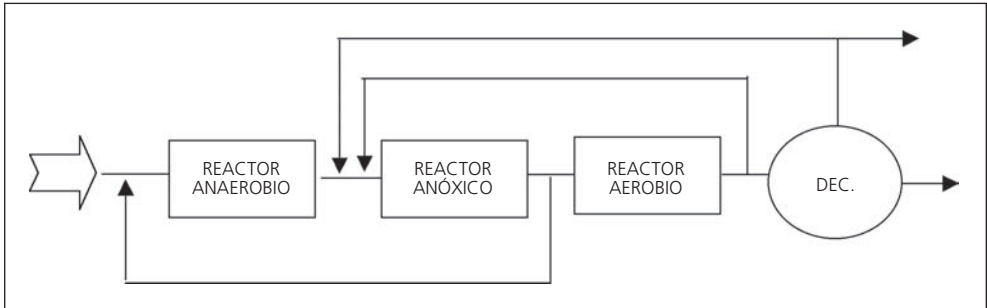 REACTOR
ANAEROBIO
REACTOR
ANÓXICO
REACTOR
AEROBIO
DEC.